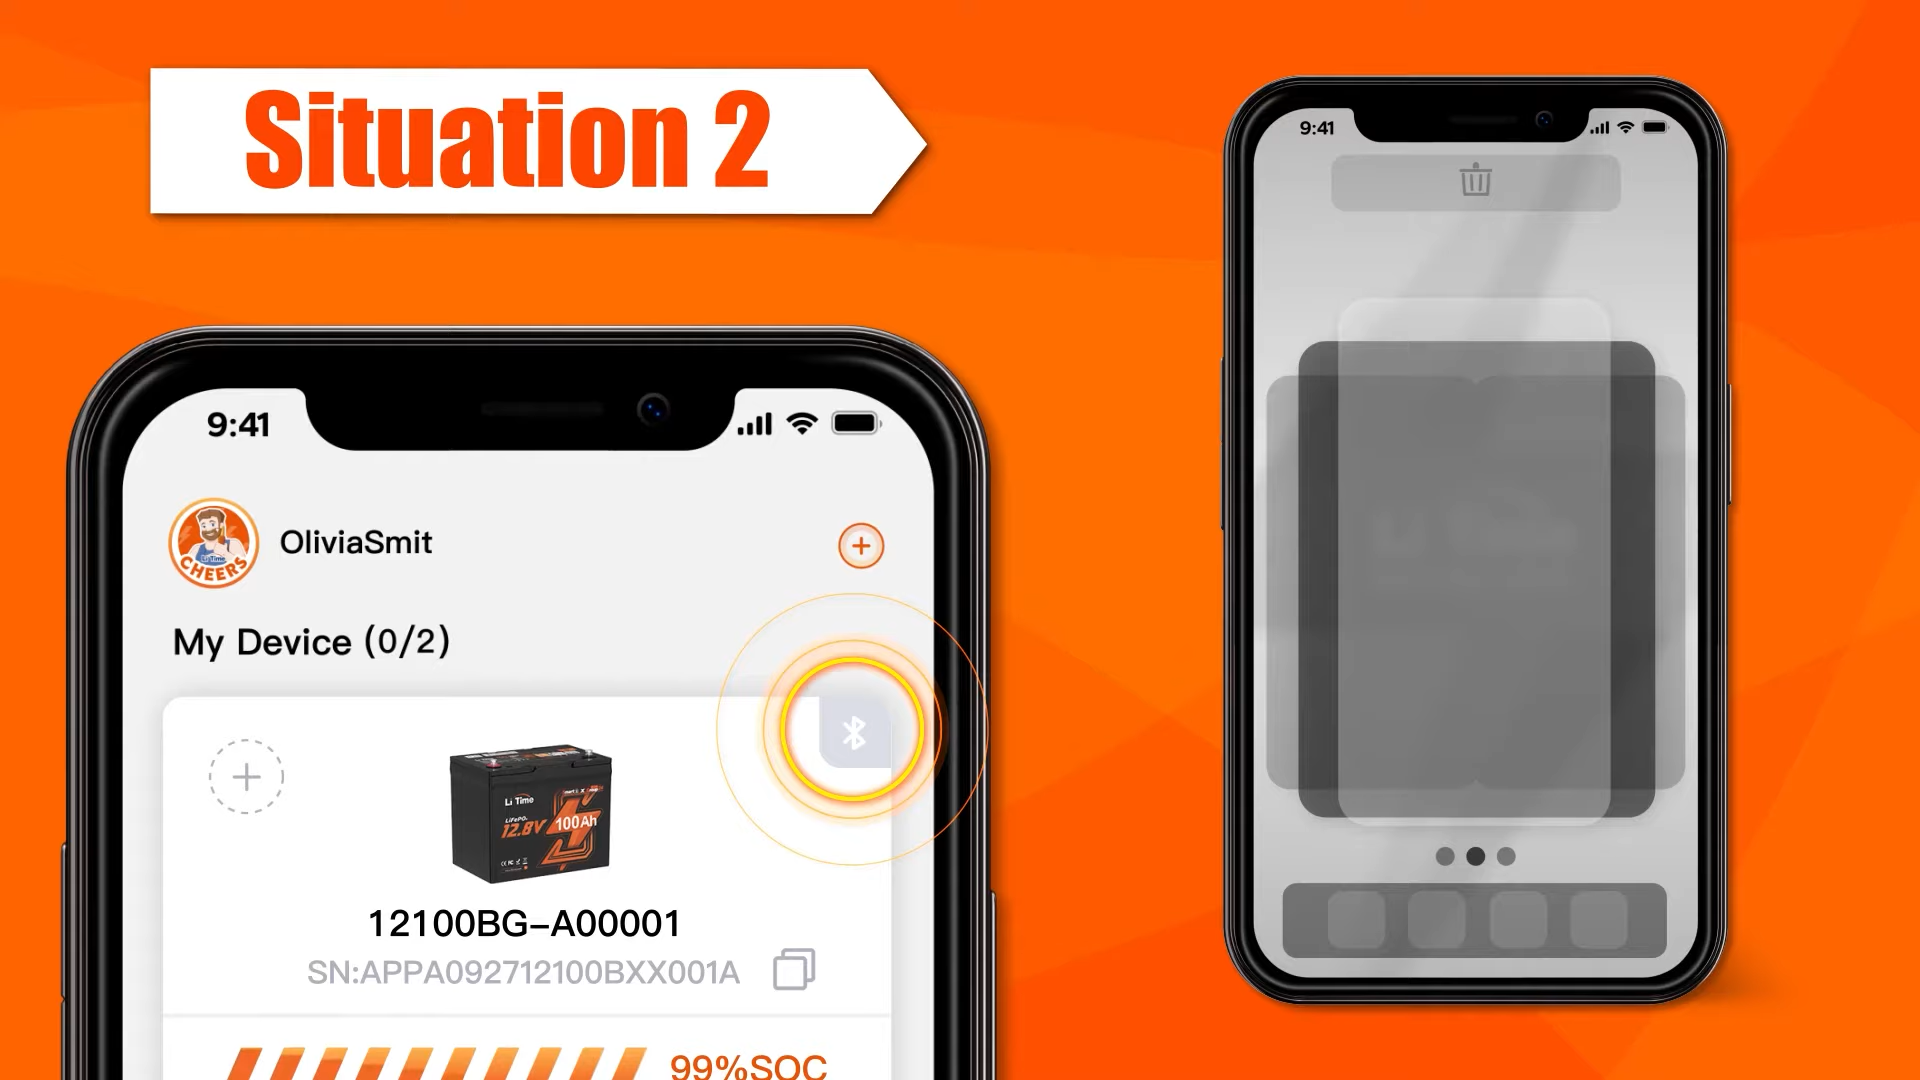 Situation 2
9:41
9:41
OliviaSmit
CHEERS
My Device (0/2)
Li Time
LiFePO₄
12.8V
100Ah
12100BG-A00001
SN:APPA092712100BXX001A
99%SOC